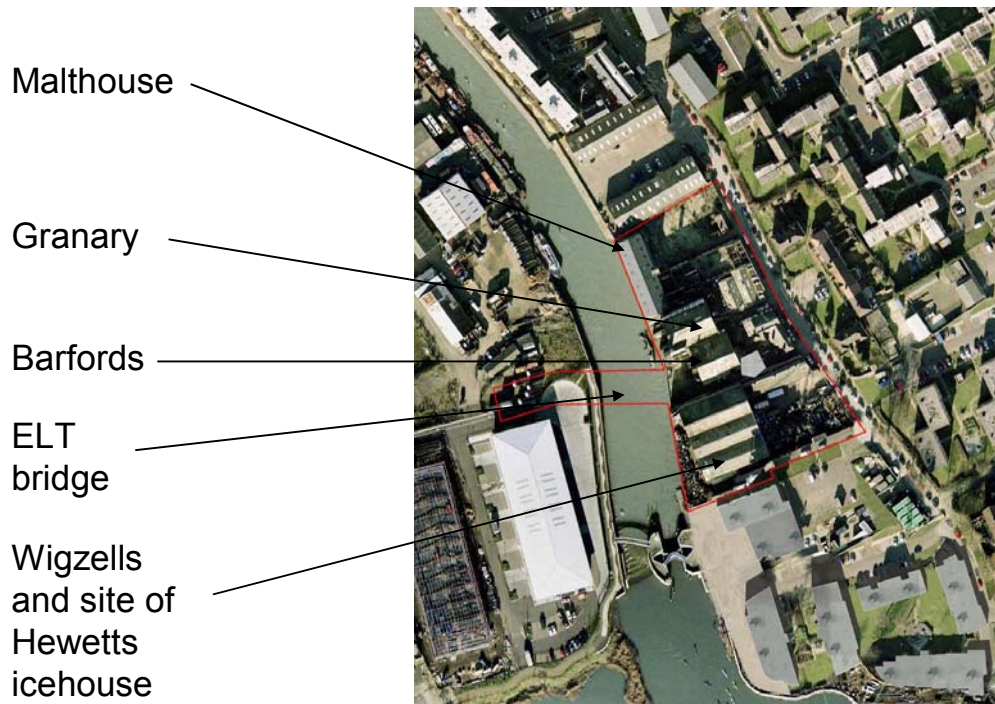 Malthouse
Granary
Barfords
ELT
bridge
Wigzells
and site of
Hewetts
icehouse